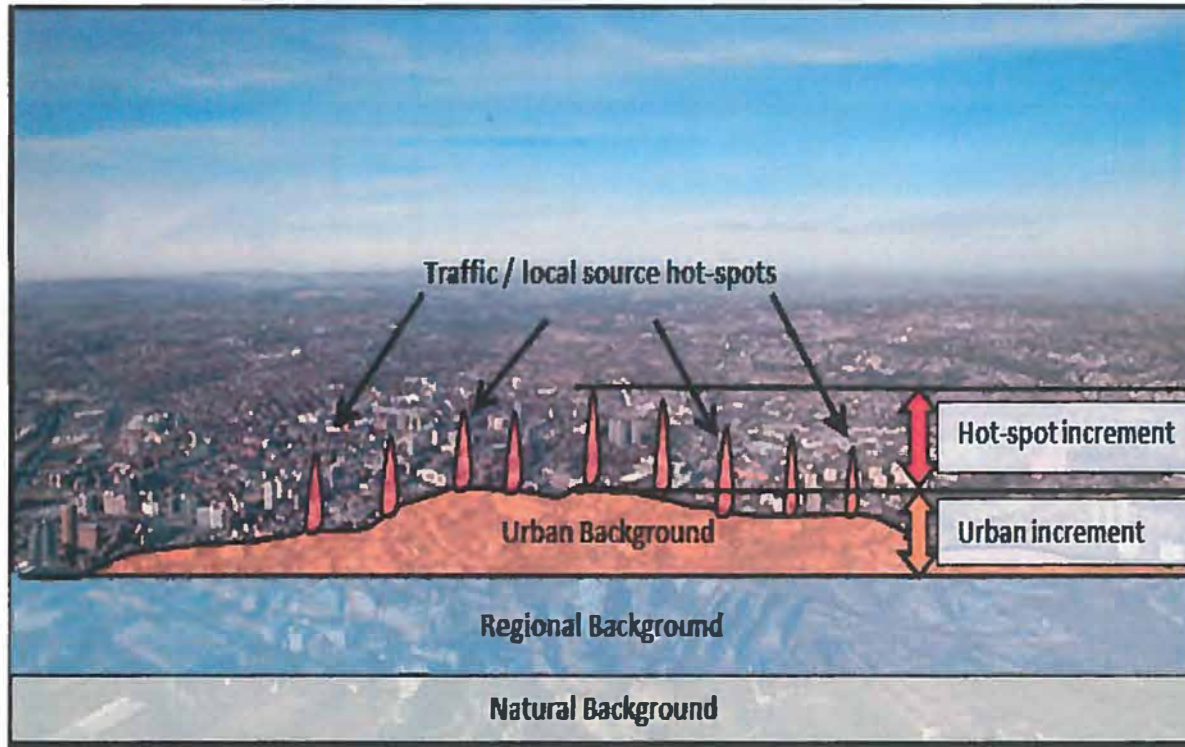 Traffic / local source hot-spots
Hot-spot increment
Urban Background
Urban increment
Regional Background
Natural Background